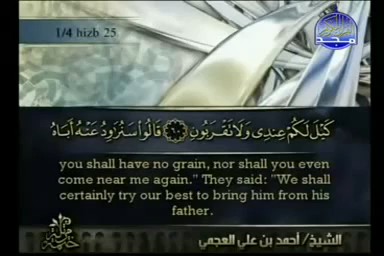 1/4 hizb 25
المجد
كَيْلَ لَكُمْ عِندِى وَلَا تَقْرَبُونِ ٦٠ قَالُوا۟ سَنُرَٰوِدُ عَنْهُ أَبَاهُ
you shall have no grain, nor shall you even
come near me again." They said: "We shall
certainly try our best to bring him from his
father.
الشيخ/ أحمد بن علي العجمي